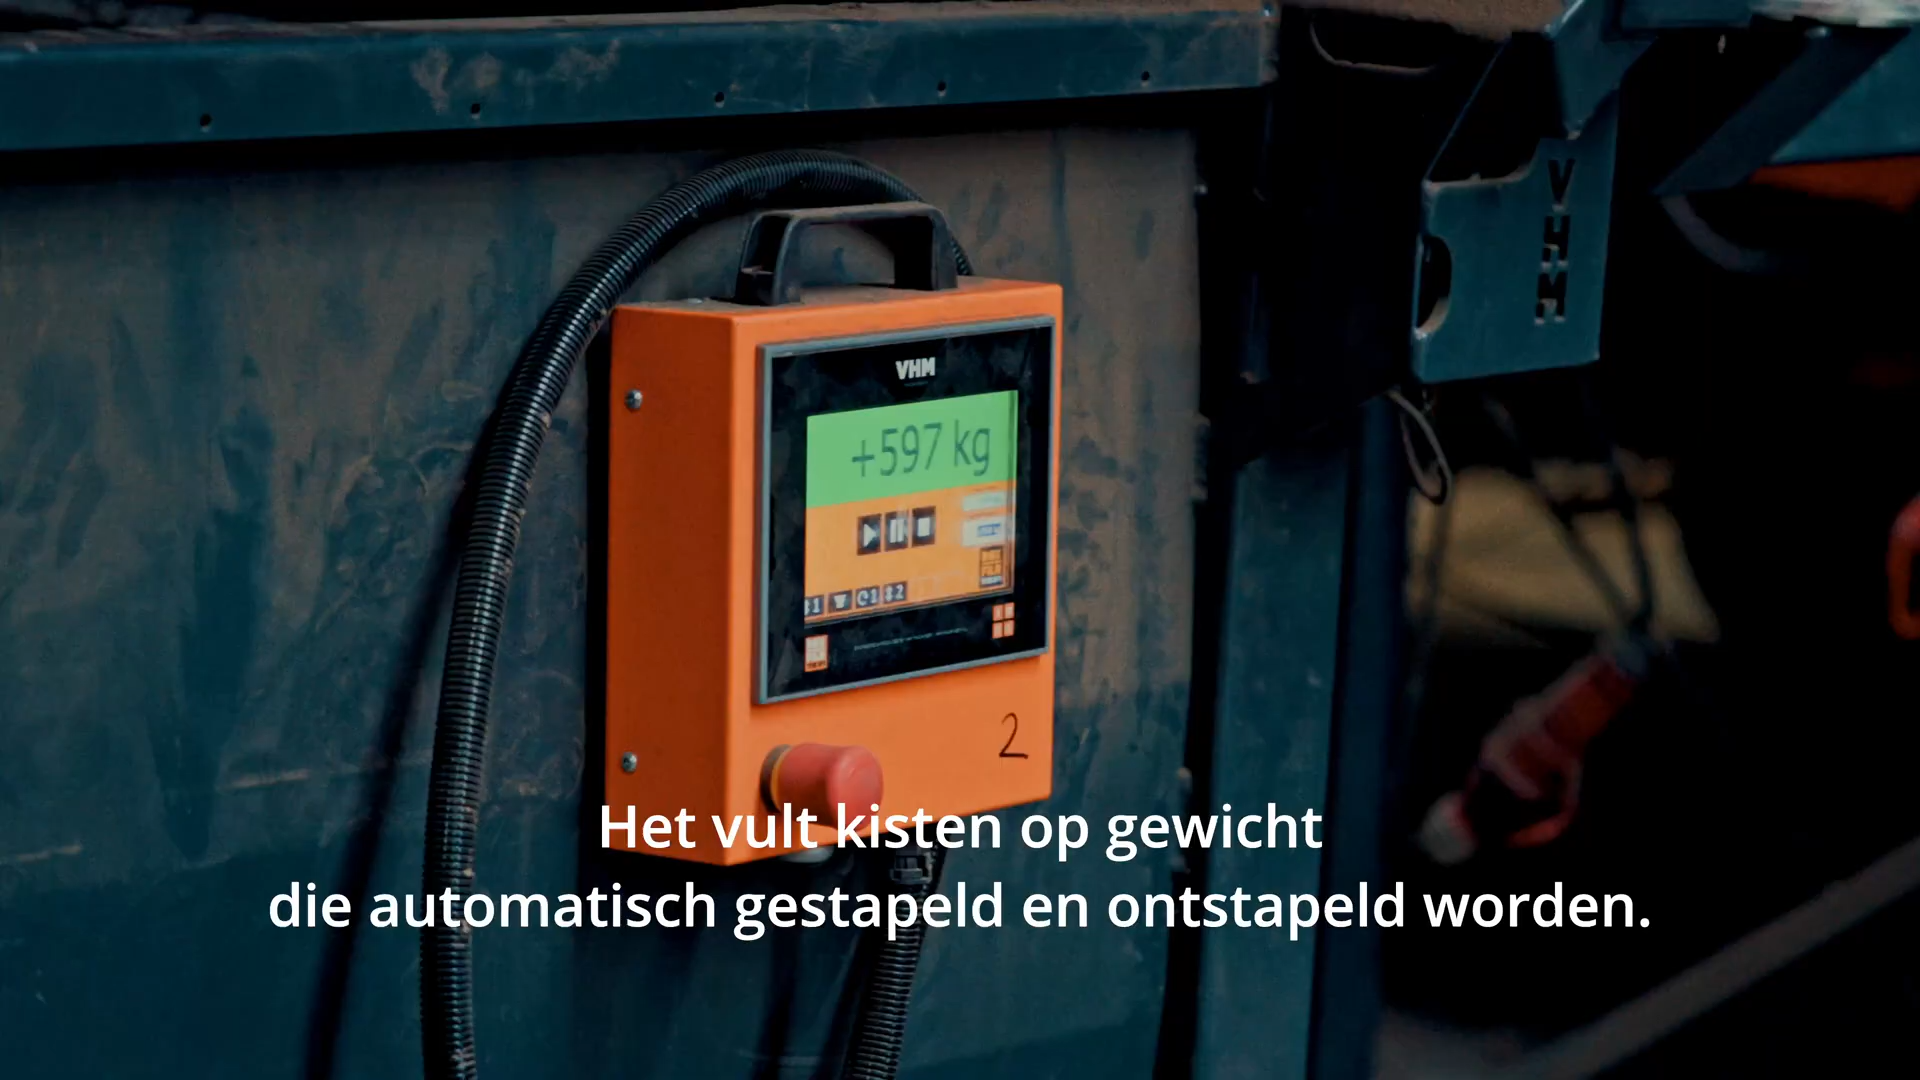 VHM
VHM
+597 kg
2
Het vult kisten op gewicht
die automatisch gestapeld en ontstapeld worden.